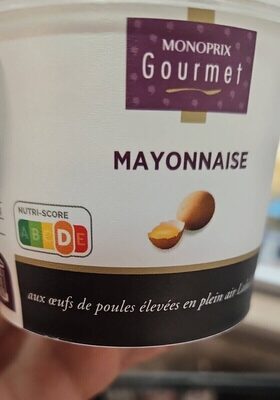 MONOPRIX
Gourmet
MAYONNAISE
NUTRI-SCORE
A B C D E
aux œufs de poules élevées en plein air